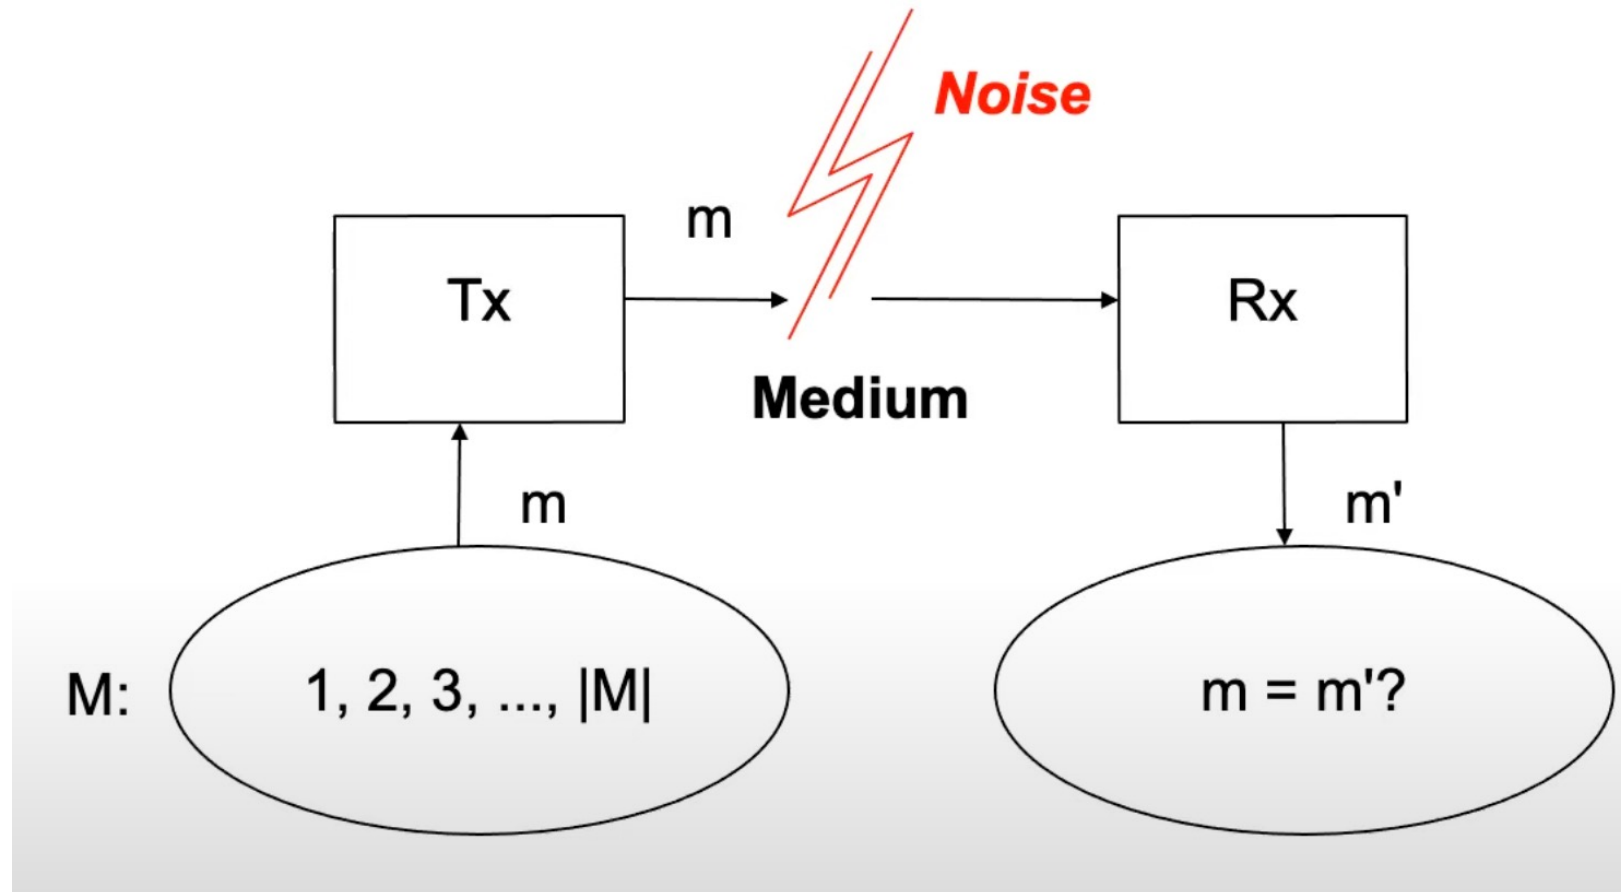 Noise
m
Tx
Rx
Medium
m
m'
M:
1, 2, 3, ..., |M|
m = m'?